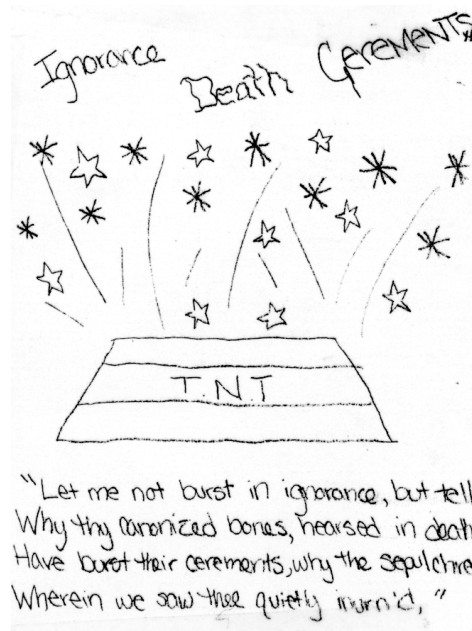 Ignorance Death Cerements
T.N.T
"Let me not burst in ignorance, but tell
Why thy canonized bones, hearsed in death
Have burst their cerements, why the sepulchre
Wherein we saw thee quietly inurn'd,"